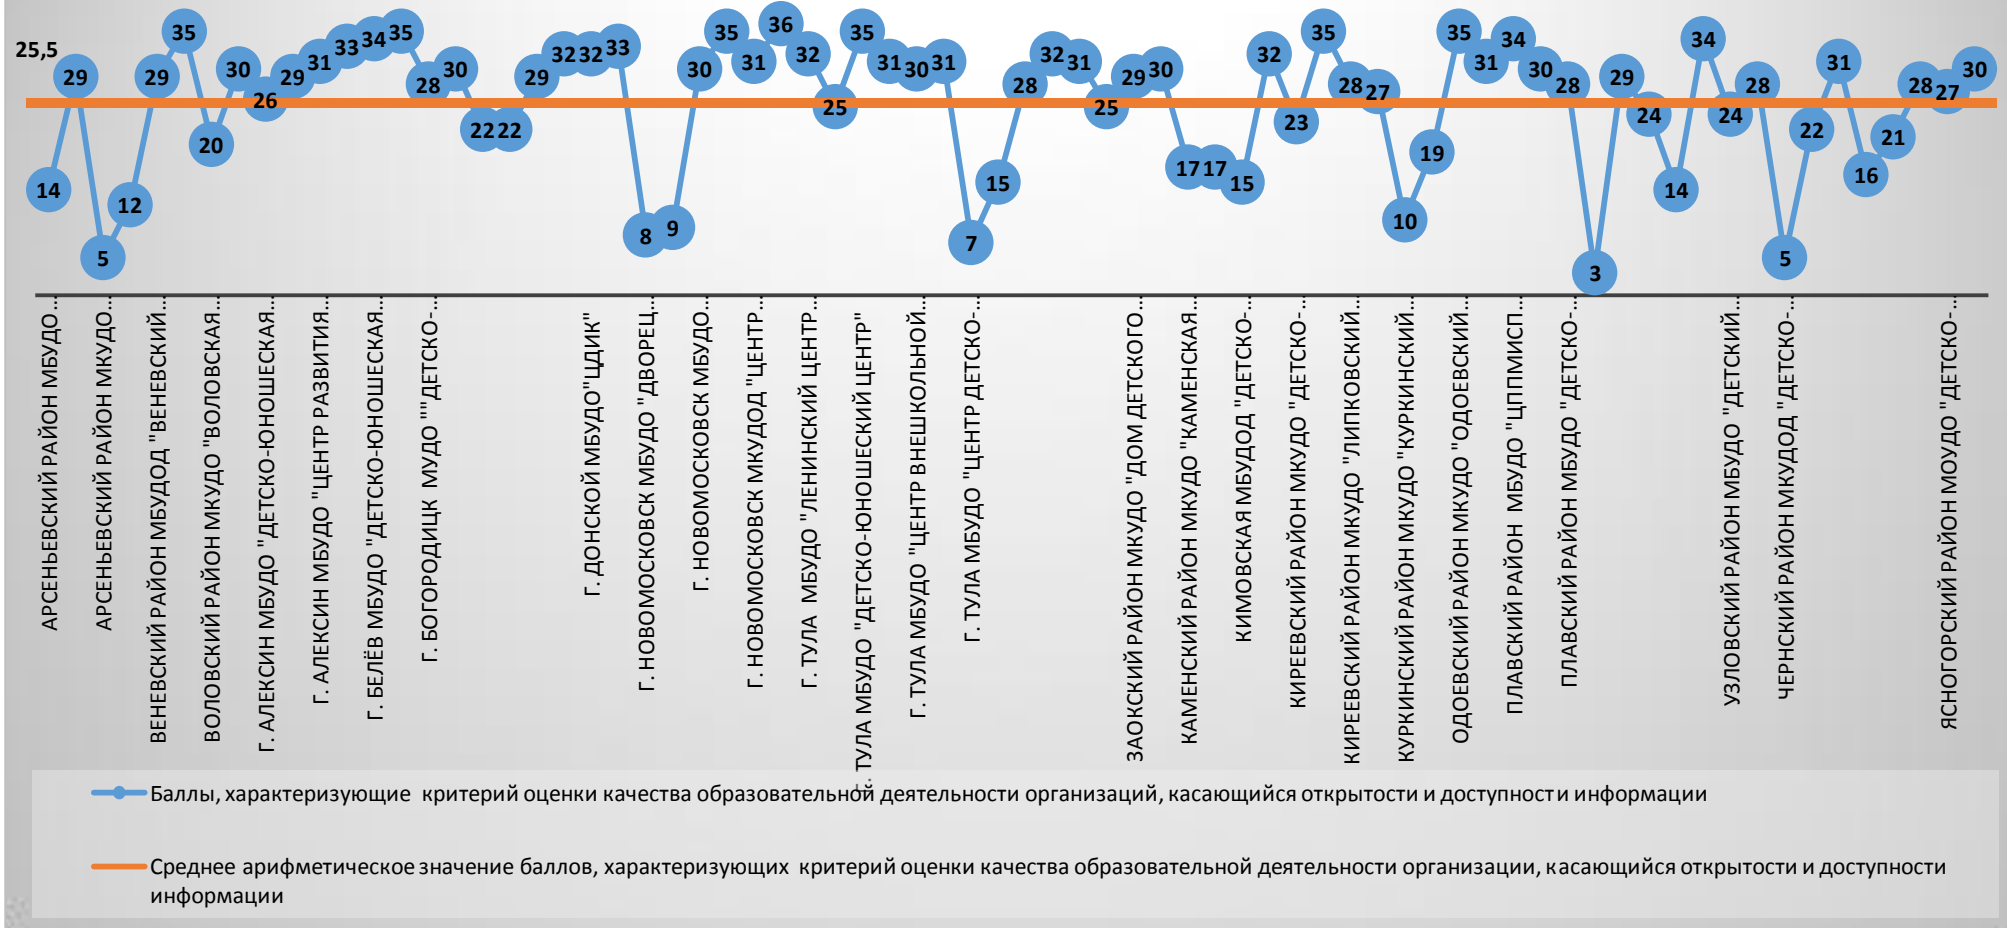 25,5
14
29
5
12
29
35
20
30
26
29
31
33
34
35
28
30
22
22
29
32
32
33
8
9
30
35
31
36
32
25
35
31
30
31
7
15
28
32
31
25
29
30
17
17
15
32
23
35
28
27
10
19
35
31
34
30
28
3
29
24
14
34
24
28
5
22
31
16
21
28
27
30
АРСЕНЬЕВСКИЙ РАЙОН МБУДО…
АРСЕНЬЕВСКИЙ РАЙОН МКУДО…
ВЕНЕВСКИЙ РАЙОН МБУДОД "ВЕНЕВСКИЙ…
ВОЛОВСКИЙ РАЙОН МКУДО "ВОЛОВСКАЯ…
Г. АЛЕКСИН МБУДО "ДЕТСКО-ЮНОШЕСКАЯ…
Г. АЛЕКСИН МБУДО "ЦЕНТР РАЗВИТИЯ…
Г. БЕЛЁВ МБУДО "ДЕТСКО-ЮНОШЕСКАЯ…
Г. БОГОРОДИЦК МУДО ""ДЕТСКО-…
Г. ДОНСКОЙ МБУДО"ЦДИК"
Г. НОВОМОСКОВСК МБУДО "ДВОРЕЦ…
Г. НОВОМОСКОВСК МБУДО…
Г. НОВОМОСКОВСК МКУДОД "ЦЕНТР…
Г. ТУЛА МБУДО "ЛЕНИНСКИЙ ЦЕНТР…
Г. ТУЛА МБУДО "ДЕТСКО-ЮНОШЕСКИЙ ЦЕНТР"
Г. ТУЛА МБУДО "ЦЕНТР ВНЕШКОЛЬНОЙ…
Г. ТУЛА МБУДО "ЦЕНТР ДЕТСКО-…
ЗАОКСКИЙ РАЙОН МКУДО "ДОМ ДЕТСКОГО…
КАМЕНСКИЙ РАЙОН МКУДО "КАМЕНСКАЯ…
КИМОВСКАЯ МБУДОД "ДЕТСКО-…
КИРЕЕВСКИЙ РАЙОН МКУДО "ДЕТСКО-…
КИРЕЕВСКИЙ РАЙОН МКУДО "ЛИПКОВСКИЙ…
КУРКИНСКИЙ РАЙОН МКУДО "КУРКИНСКИЙ…
ОДОЕВСКИЙ РАЙОН МКУДО "ОДОЕВСКИЙ…
ПЛАВСКИЙ РАЙОН МБУДО "ЦППМИСП…
ПЛАВСКИЙ РАЙОН МБУДО "ДЕТСКО-…
УЗЛОВСКИЙ РАЙОН МБУДО "ДЕТСКИЙ…
ЧЕРНСКИЙ РАЙОН МКУДОД "ДЕТСКО-…
ЯСНОГОРСКИЙ РАЙОН МОУДО "ДЕТСКО-…
Баллы, характеризующие критерий оценки качества образовательной деятельности организаций, касающийся открытости и доступности информации
Среднее арифметическое значение баллов, характеризующих критерий оценки качества образовательной деятельности организации, касающийся открытости и доступности
информации